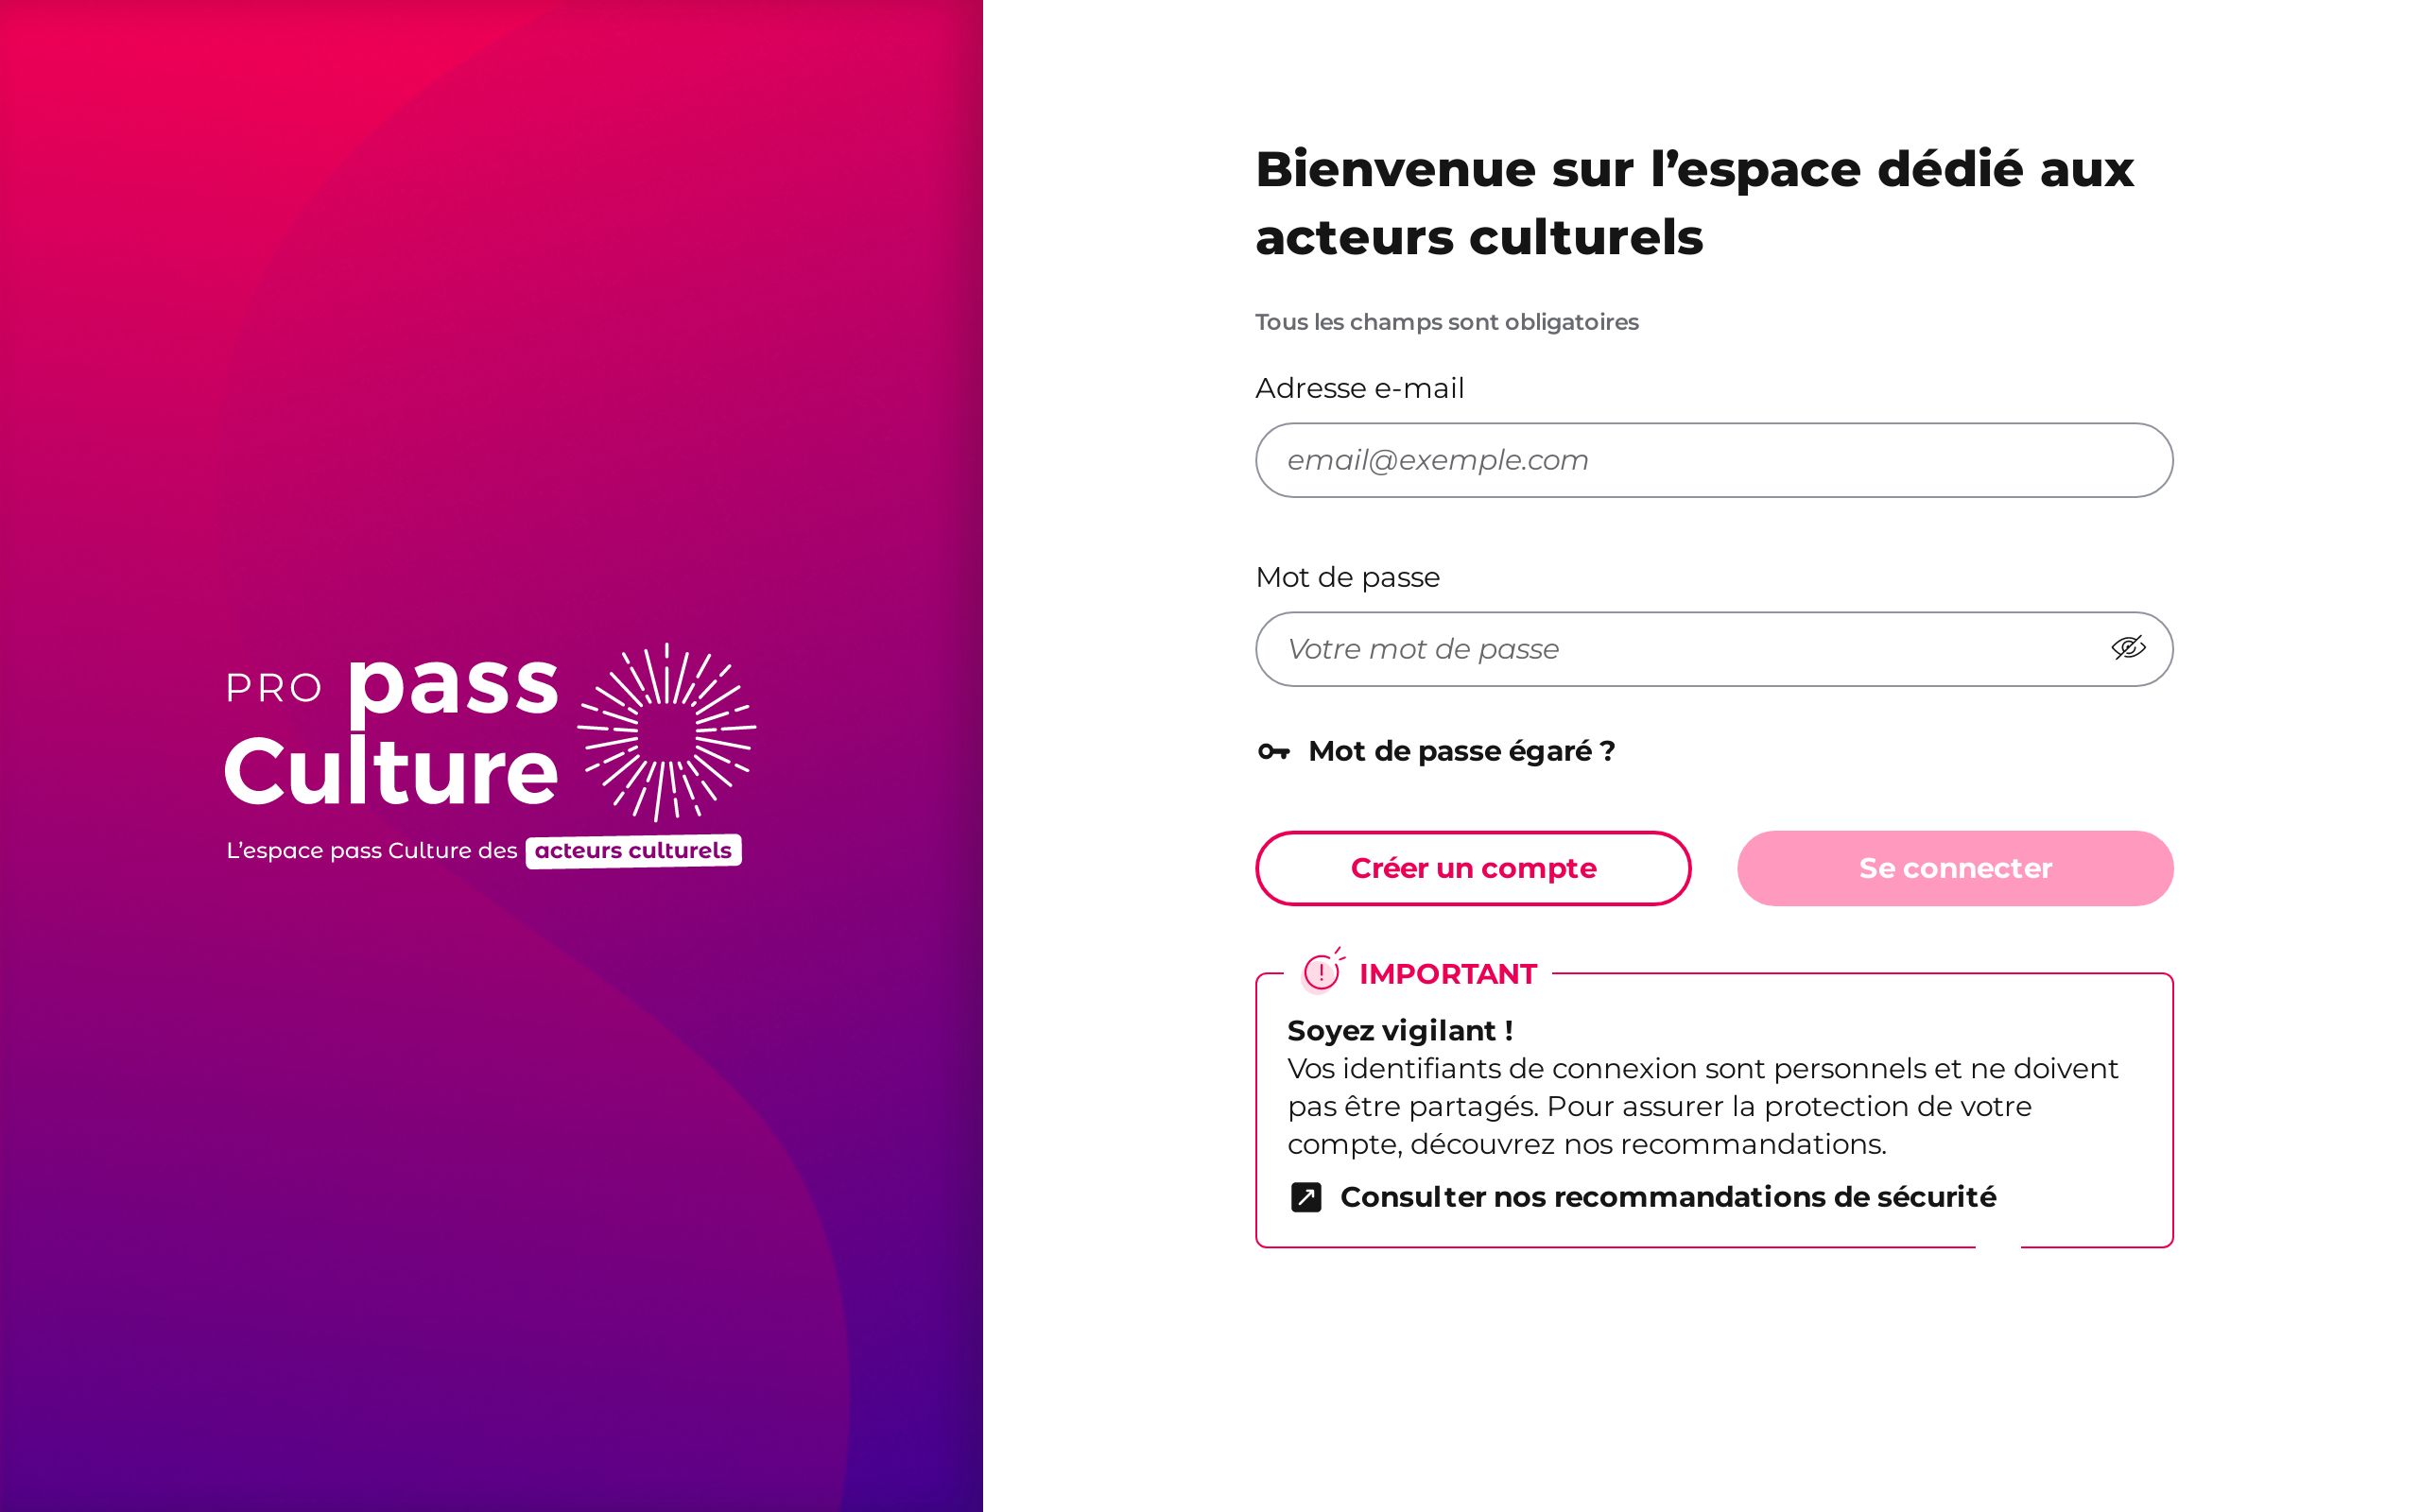 PRO pass
Culture
L’espace pass Culture des acteurs culturels
Bienvenue sur l’espace dédié aux
acteurs culturels
Tous les champs sont obligatoires
Adresse e-mail
email@exemple.com
Mot de passe
Votre mot de passe
Mot de passe égaré ?
Créer un compte
Se connecter
IMPORTANT
Soyez vigilant !
Vos identifiants de connexion sont personnels et ne doivent
pas être partagés. Pour assurer la protection de votre
compte, découvrez nos recommandations.
Consulter nos recommandations de sécurité